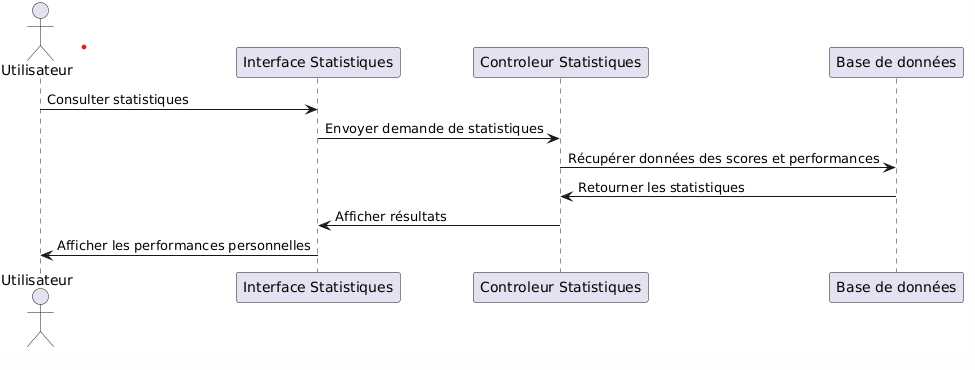 Utilisateur
Interface Statistiques
Controleur Statistiques
Base de données
Consulter statistiques
Envoyer demande de statistiques
Récupérer données des scores et performances
Retourner les statistiques
Afficher résultats
Afficher les performances personnelles
Utilisateur
Interface Statistiques
Controleur Statistiques
Base de données